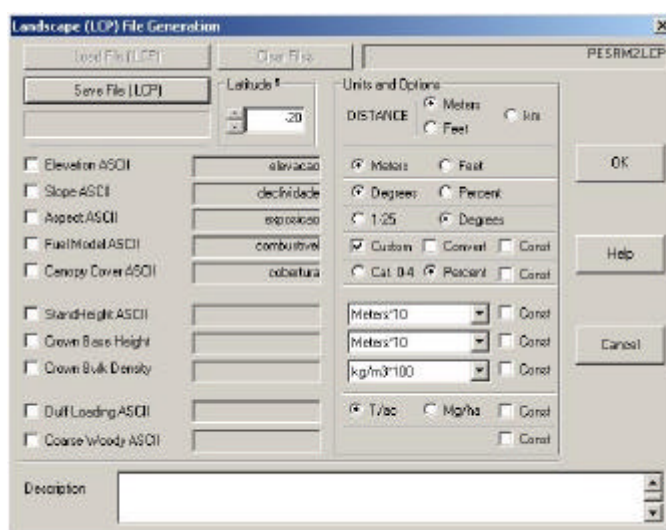 Landscape (LCP) File Generation
Load File (LCP)
Clear Files
PESRM2LCP
Save File (LCP)
Latitude º
-20
Units and Options
DISTANCE
Meters
Feet
km
Elevation ASCII
elevacao
Meters
Feet
Slope ASCII
declividade
Degrees
Percent
Aspect ASCII
exposicao
1-25
Degrees
Fuel Model ASCII
combustivel
Custom
Convert
Const
Canopy Cover ASCII
cobertura
Cat. 0-4
Percent
Const
Stand Height ASCII
Meters*10
Const
Crown Base Height
Meters*10
Const
Crown Bulk Density
kg/m3*100
Const
Duff Loading ASCII
T/ac
Mg/ha
Const
Coarse Woody ASCII
Const
OK
Help
Cancel
Description